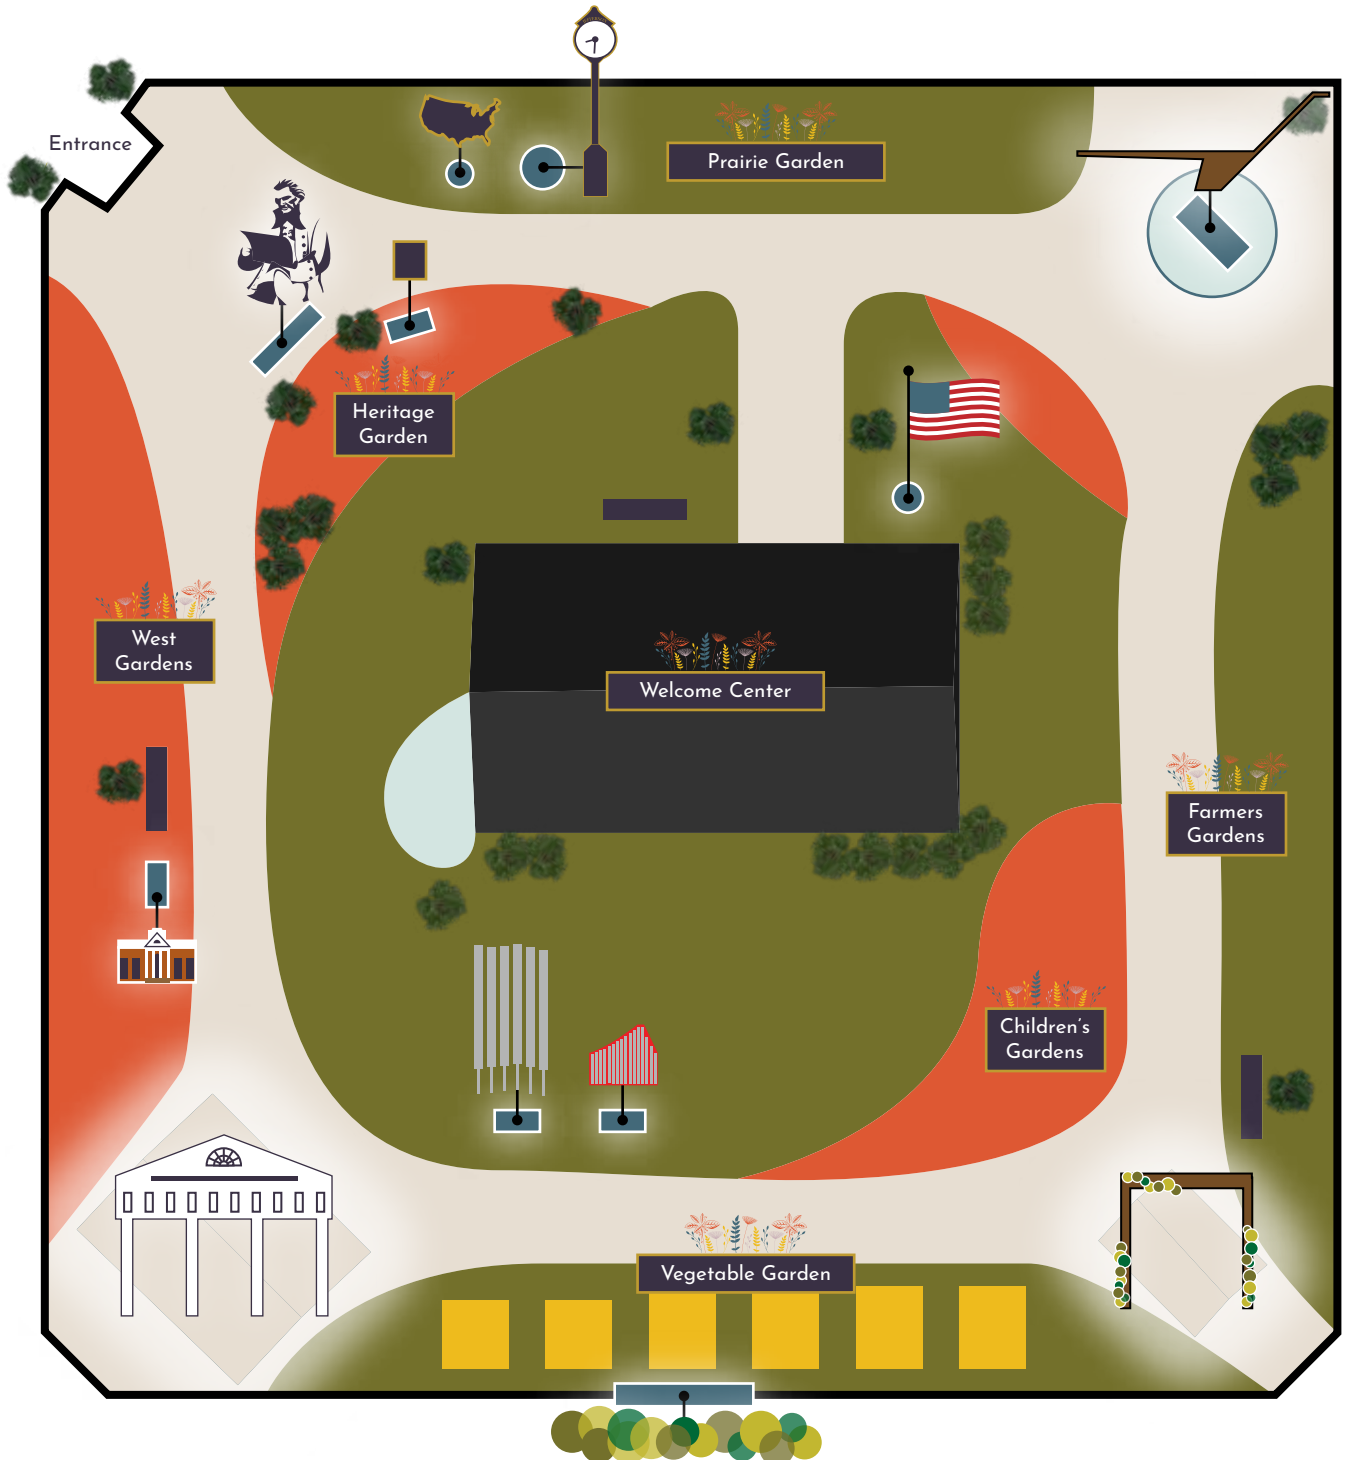 Entrance
Prairie Garden
Heritage
Garden
West
Gardens
Welcome Center
Farmers
Gardens
Children's
Gardens
Vegetable Garden